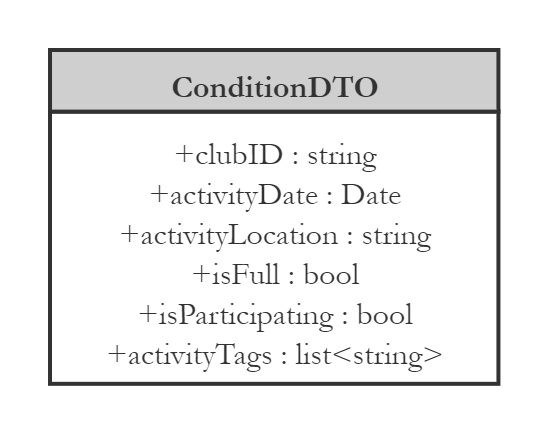 ConditionDTO
+clubID : string
+activityDate : Date
+activityLocation : string
+isFull : bool
+isParticipating : bool
+activityTags : list<string>